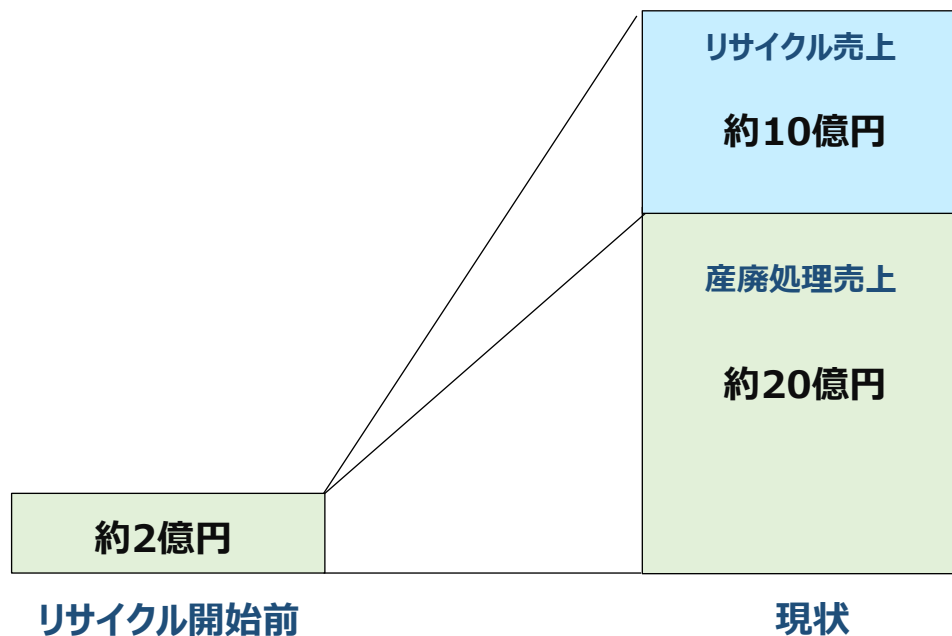 リサイクル売上
約10億円
産廃処理売上
約20億円
約2億円
リサイクル開始前
現状